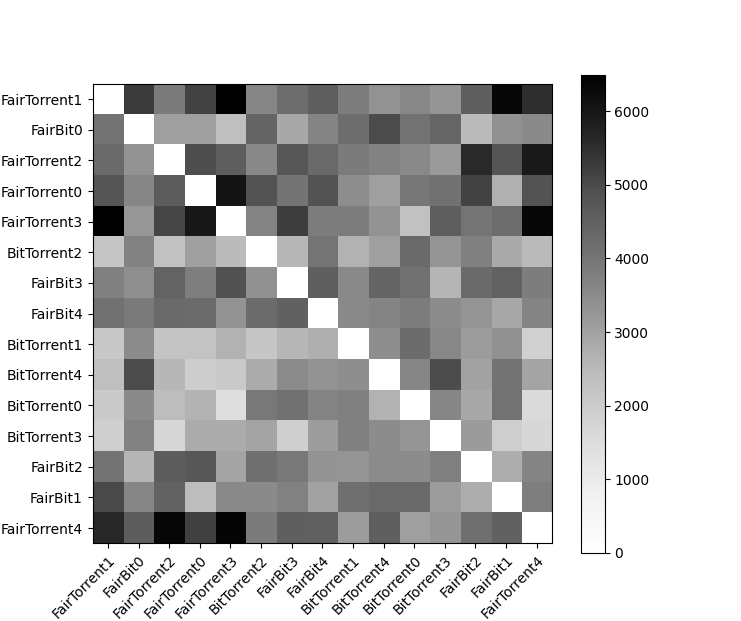 FairTorrent1
FairBit0
FairTorrent2
FairTorrent0
FairTorrent3
BitTorrent2
FairBit3
FairBit4
BitTorrent1
BitTorrent4
BitTorrent0
BitTorrent3
FairBit2
FairBit1
FairTorrent4
FairTorrent1
FairBit0
FairTorrent2
FairTorrent0
FairTorrent3
BitTorrent2
FairBit3
FairBit4
BitTorrent1
BitTorrent4
BitTorrent0
BitTorrent3
FairBit2
FairBit1
FairTorrent4
6000
5000
4000
3000
2000
1000
0